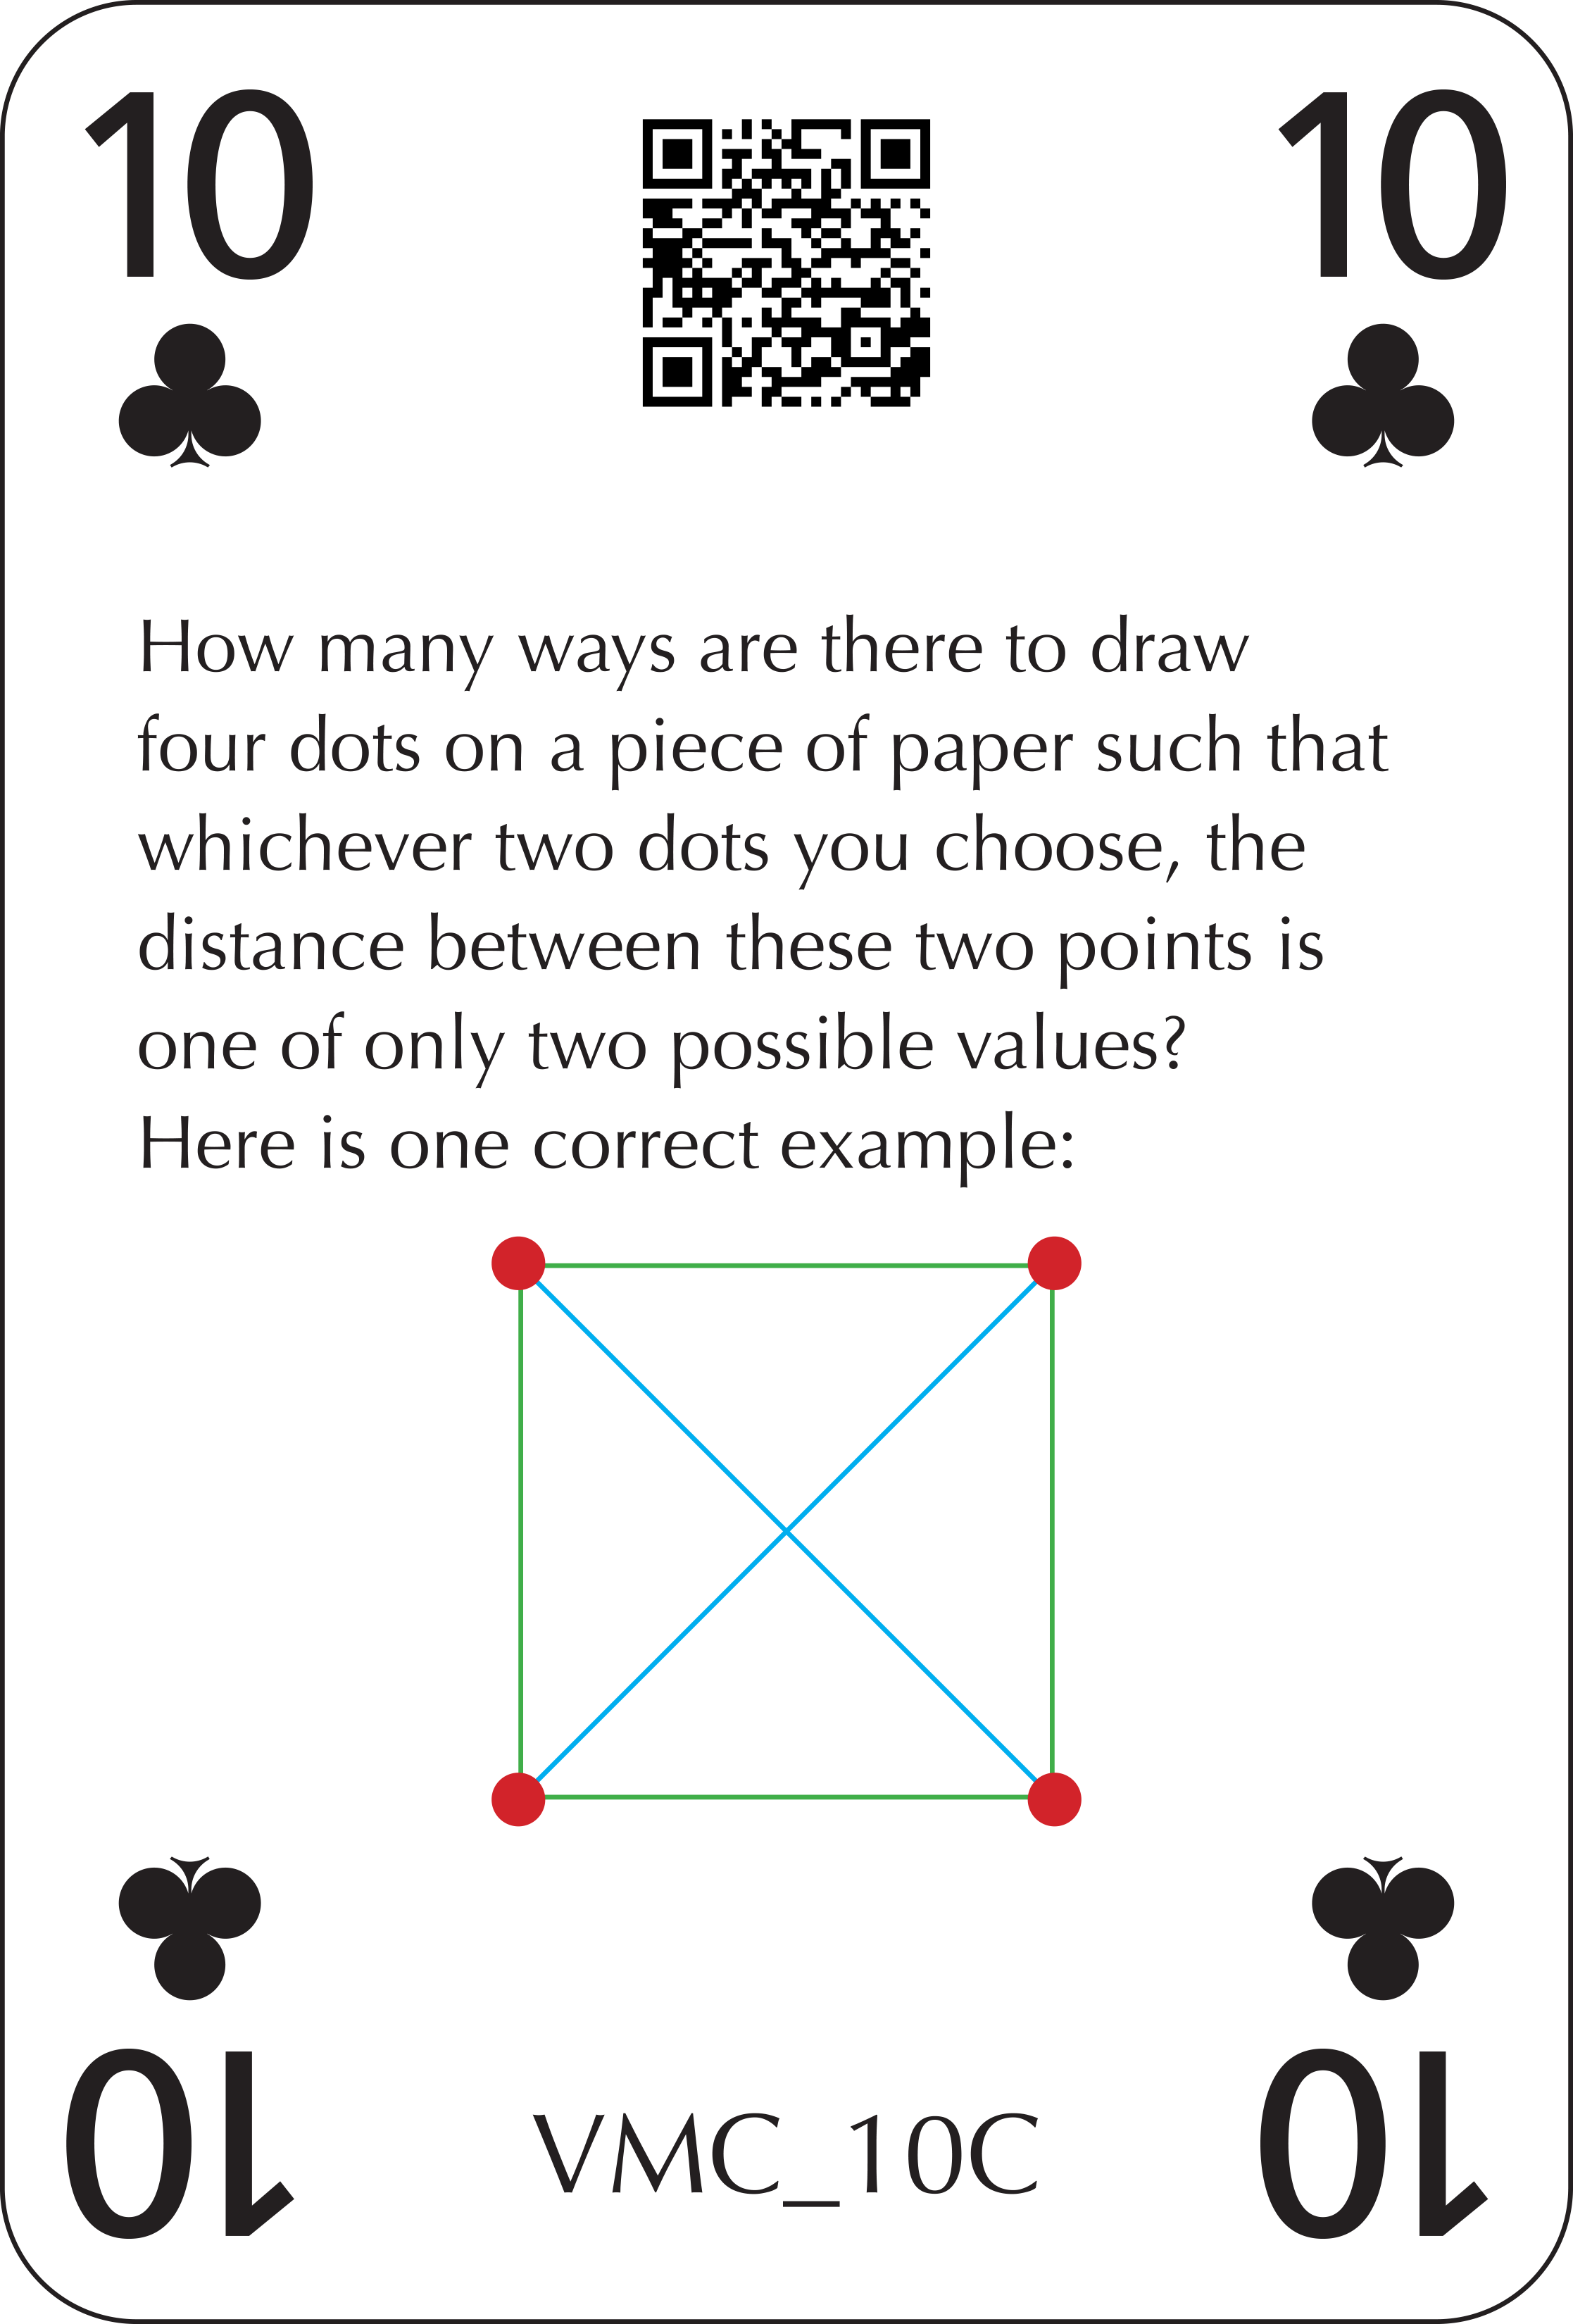 10 10
How many ways are there to draw
four dots on a piece of paper such that
whichever two dots you choose, the
distance between these two points is
one of only two possible values?
Here is one correct example:
10 VMC_10C 10